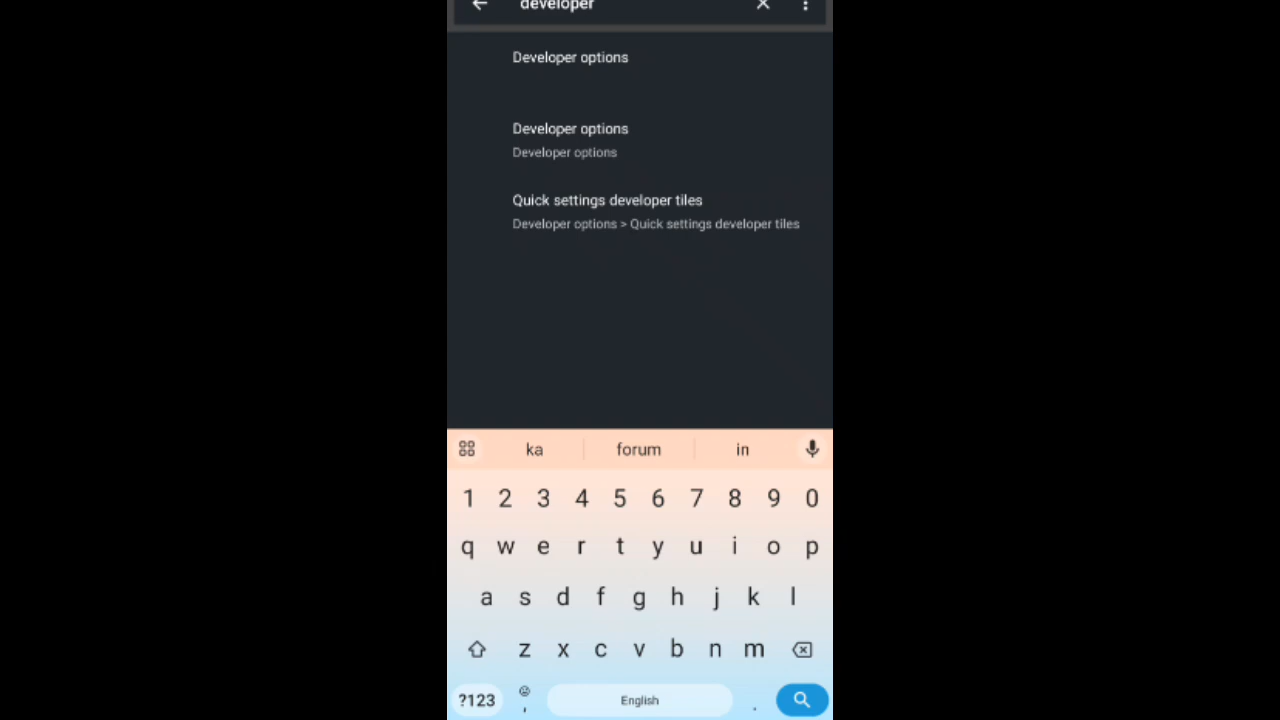 developer
Developer options
Developer options
Developer options
Quick settings developer tiles
Developer options > Quick settings developer tiles
ka forum in
1 2 3 4 5 6 7 8 9 0
q w e r t y u i o p
a s d f g h j k l
z x c v b n m
?123 , English .